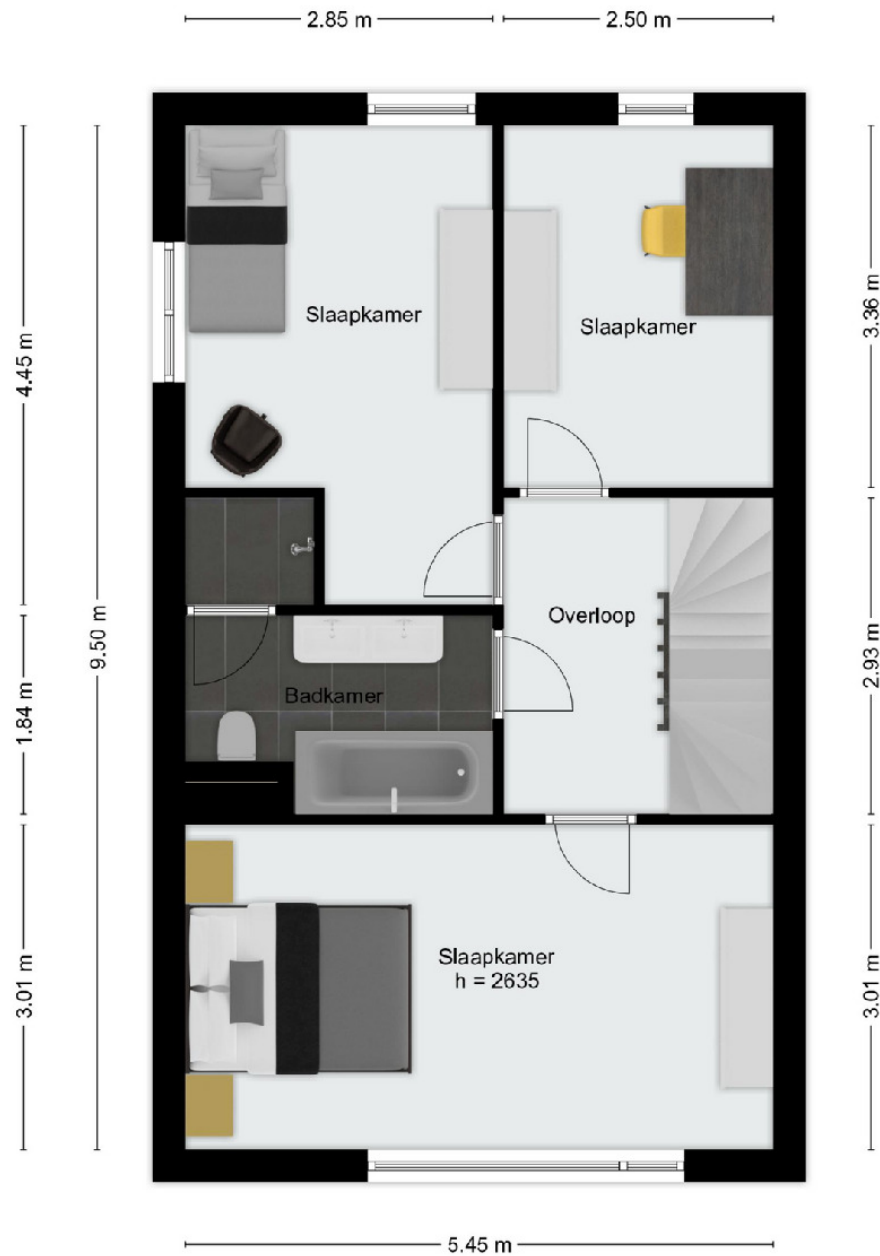 2.85 m
2.50 m
4.45 m
9.50 m
3.36 m
Slaapkamer
Slaapkamer
Overloop
2.93 m
1.84 m
Badkamer
3.01 m
Slaapkamer
h = 2635
3.01 m
5.45 m